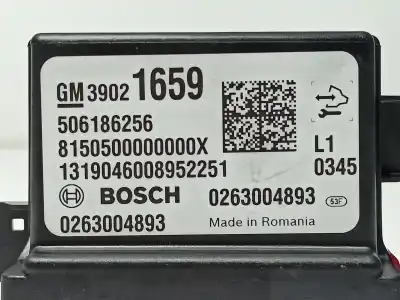 GM 3902 1659
506186256
8150500000000X
L1
1319046008952251
0345
BOSCH 0263004893
53F
0263004893
Made in Romania